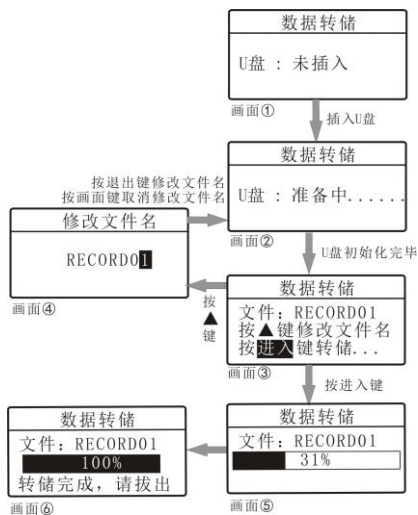 数据转储
U盘 : 未插入
画面①
插入U盘
数据转储
U盘 : 准备中......
画面②
按退出键修改文件名
按画面键取消修改文件名
修改文件名
RECORD01
画面④
U盘初始化完毕
按
▲
键
数据转储
文件: RECORD01
按▲键修改文件名
按进入键转储...
画面③
按进入键
数据转储
文件: RECORD01
31%
画面⑤
数据转储
文件: RECORD01
100%
转储完成，请拔出
画面⑥